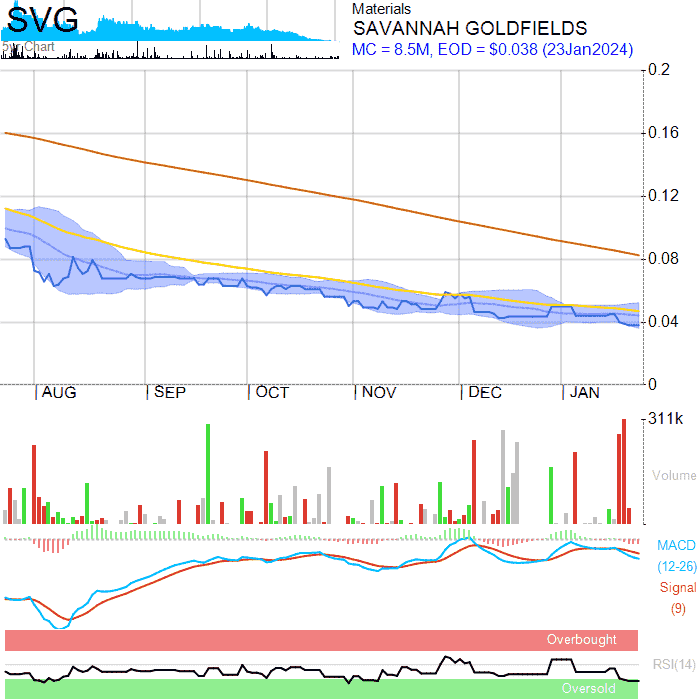 SVG
5yr Chart
Materials
SAVANNAH GOLDFIELDS
MC = 8.5M, EOD = $0.038 (23Jan2024)
0.2
0.16
0.12
0.08
0.04
0
AUG SEP OCT NOV DEC JAN
311k
Volume
MACD
(12-26)
Signal
(9)
Overbought
RSI(14)
Oversold